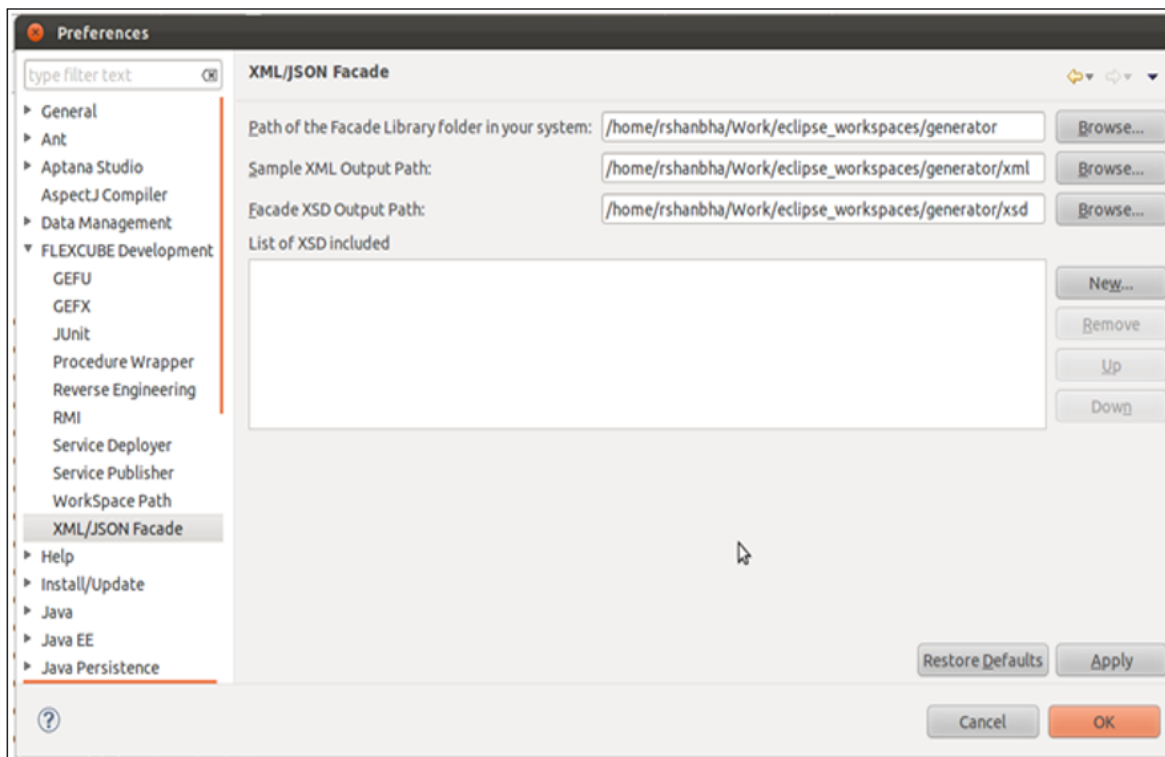 Preferences
type filter text
General
Ant
Aptana Studio
AspectJ Compiler
Data Management
FLEXCUBE Development
GEFU
GEFX
JUnit
Procedure Wrapper
Reverse Engineering
RMI
Service Deployer
Service Publisher
WorkSpace Path
XML/JSON Facade
Help
Install/Update
Java
Java EE
Java Persistence
XML/JSON Facade
Path of the Facade Library folder in your system: /home/rshanbha/Work/eclipse_workspaces/generator Browse...
Sample XML Output Path: /home/rshanbha/Work/eclipse_workspaces/generator/xml Browse...
Facade XSD Output Path: /home/rshanbha/Work/eclipse_workspaces/generator/xsd Browse...
List of XSD included
New...
Remove
Up
Down
Restore Defaults Apply
? Cancel OK